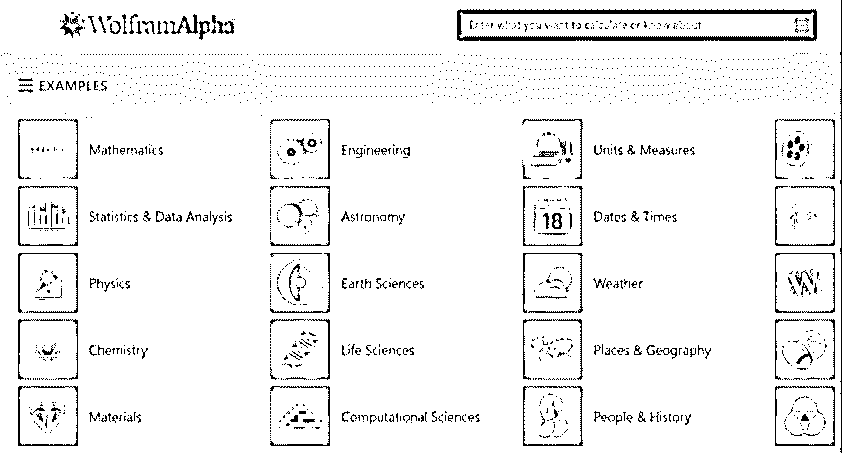 WolframAlpha
Enter what you want to calculate or know about
EXAMPLES
Mathematics
Engineering
Units & Measures
Statistics & Data Analysis
Astronomy
Dates & Times
18
Physics
Earth Sciences
Weather
Chemistry
Life Sciences
Places & Geography
Materials
Computational Sciences
People & History